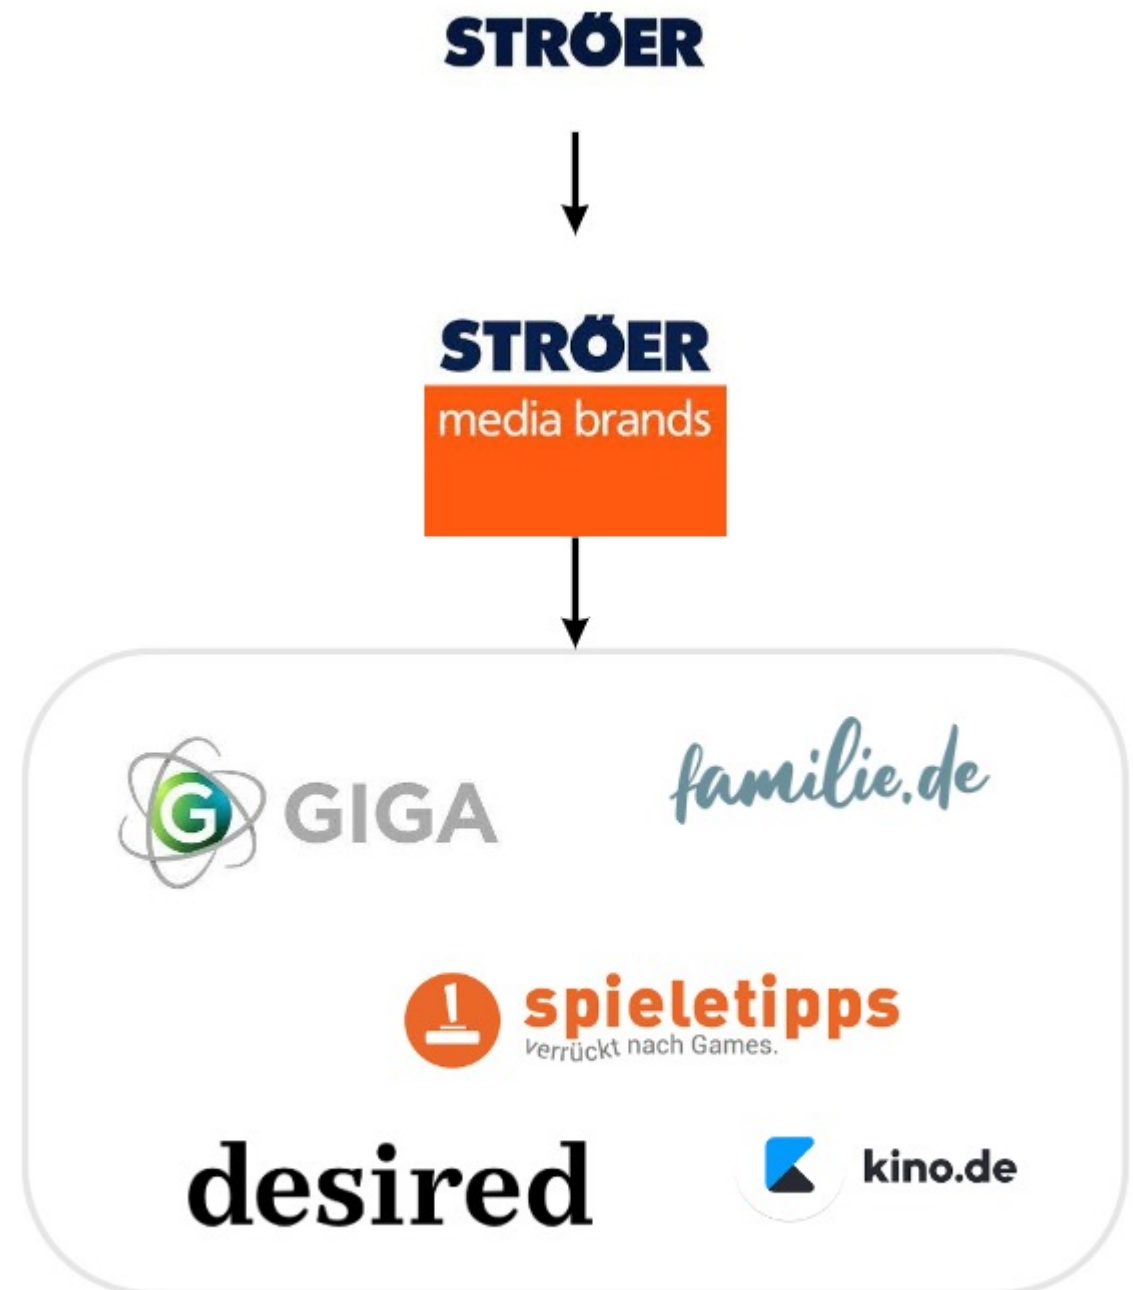 STRÖER
STRÖER
media brands
G GIGA
familie.de
spieletipps
verrückt nach Games.
desired
kino.de